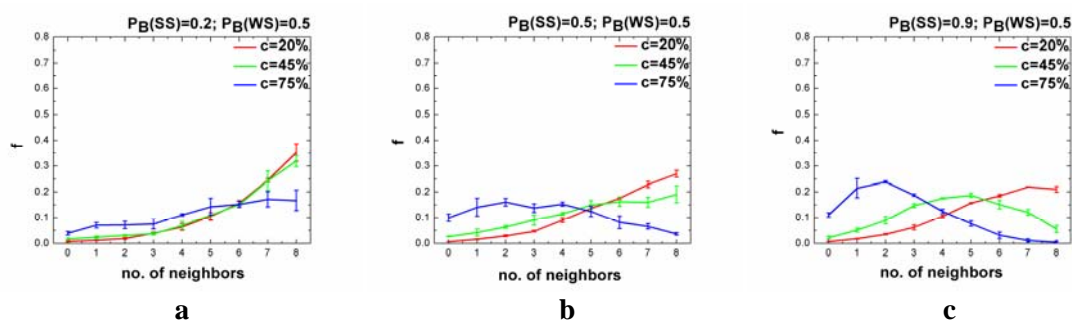 P_B(SS)=0.2; P_B(WS)=0.5
c=20%
c=45%
c=75%
f
0.8
0.7
0.6
0.5
0.4
0.3
0.2
0.1
0.0
0 1 2 3 4 5 6 7 8
no. of neighbors
a
P_B(SS)=0.5; P_B(WS)=0.5
c=20%
c=45%
c=75%
f
0.8
0.7
0.6
0.5
0.4
0.3
0.2
0.1
0.0
0 1 2 3 4 5 6 7 8
no. of neighbors
b
P_B(SS)=0.9; P_B(WS)=0.5
c=20%
c=45%
c=75%
f
0.8
0.7
0.6
0.5
0.4
0.3
0.2
0.1
0.0
0 1 2 3 4 5 6 7 8
no. of neighbors
c